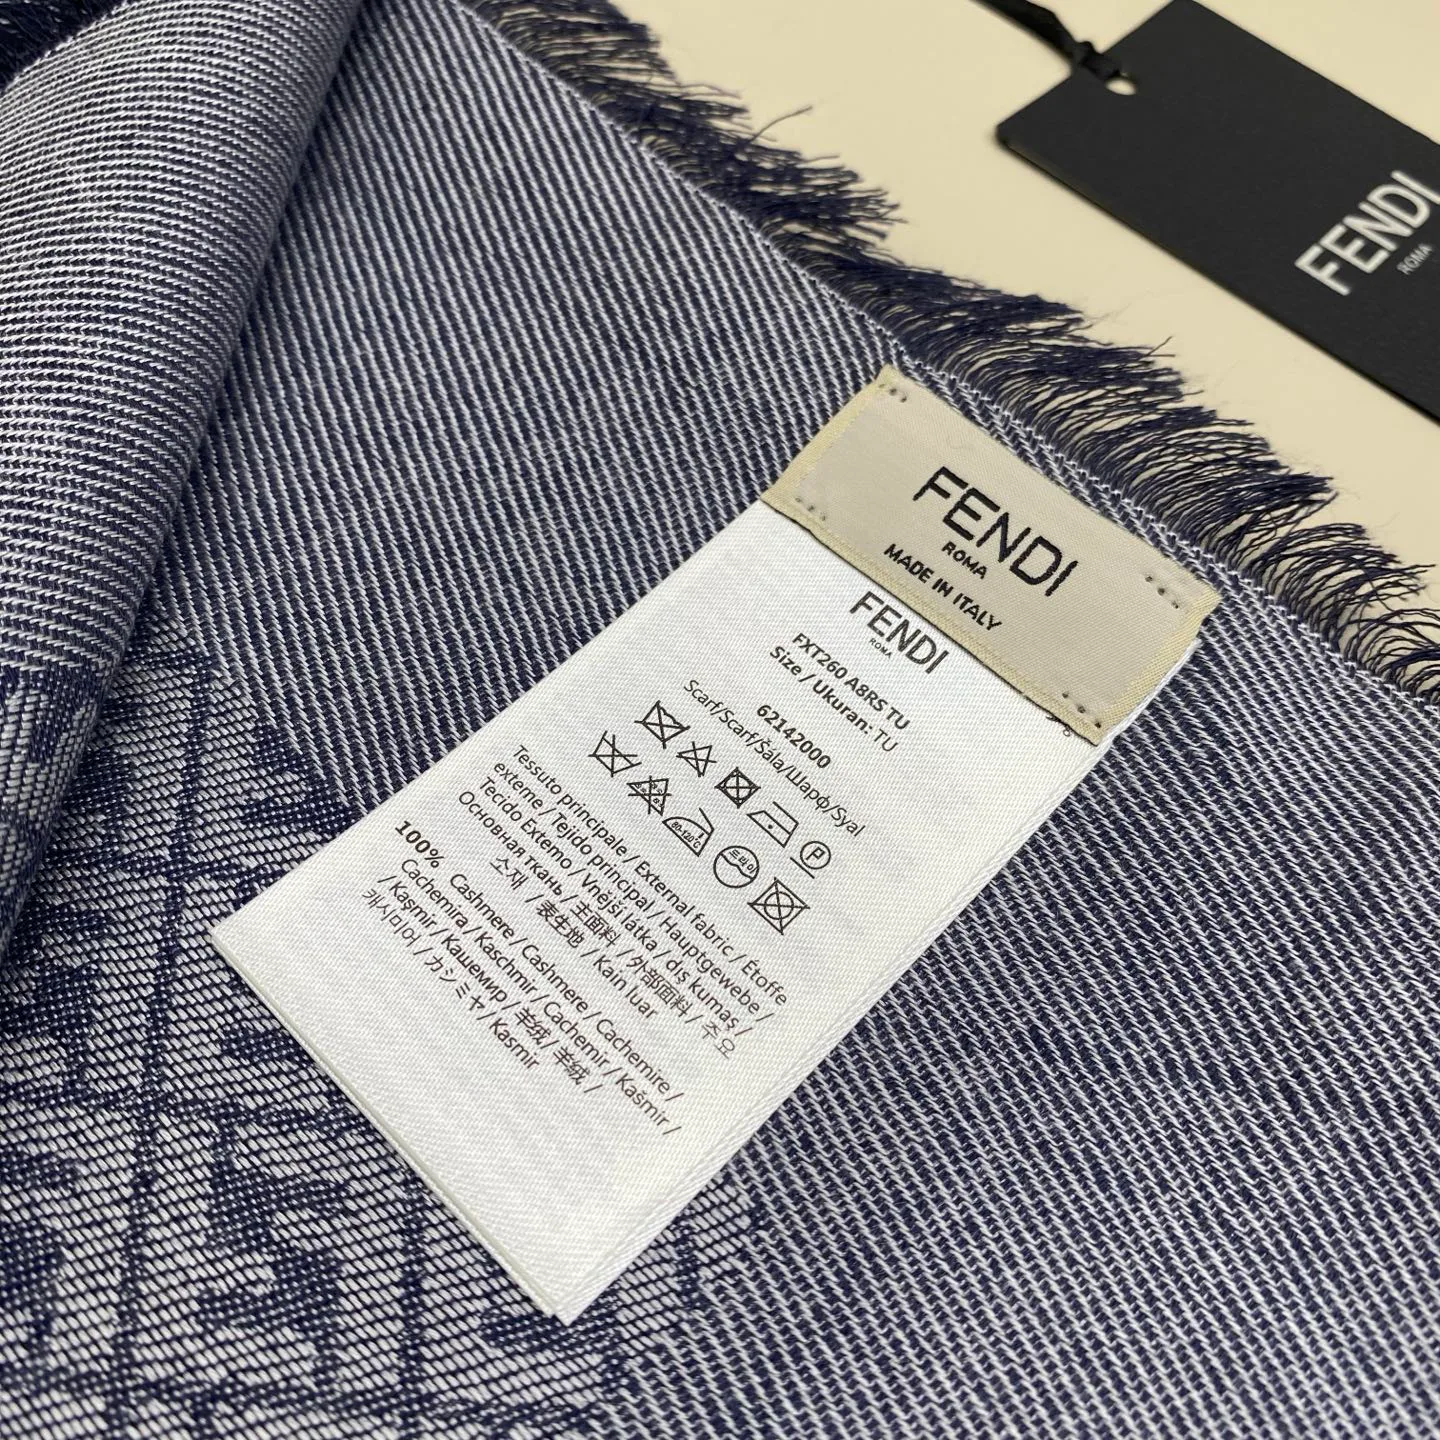 FENDI
ROMA
FENDI
ROMA
MADE IN ITALY
FENDI
ROMA
FXT260 A8RS TU
Size / Ukuran: TU
62142000
Scarf/Scarf/Šála/Шарф/Syal
Tessuto principale / External fabric / Étoffe
externe / Tejido principal / Hauptgewebe /
Tecido Externo / Vnější látka / dış kumaş /
Основная ткань / 主面料 / 外部面料 / 주요
소재 / 表生地 / Kain luar
100% Cashmere / Cashmere / Cachemire /
Cachemira / Kaschmir / Cachemir / Kašmír /
/ Kaşmir / Кашемир / 羊绒 / 羊绒 /
캐시미어 / カシミヤ / Kasmir